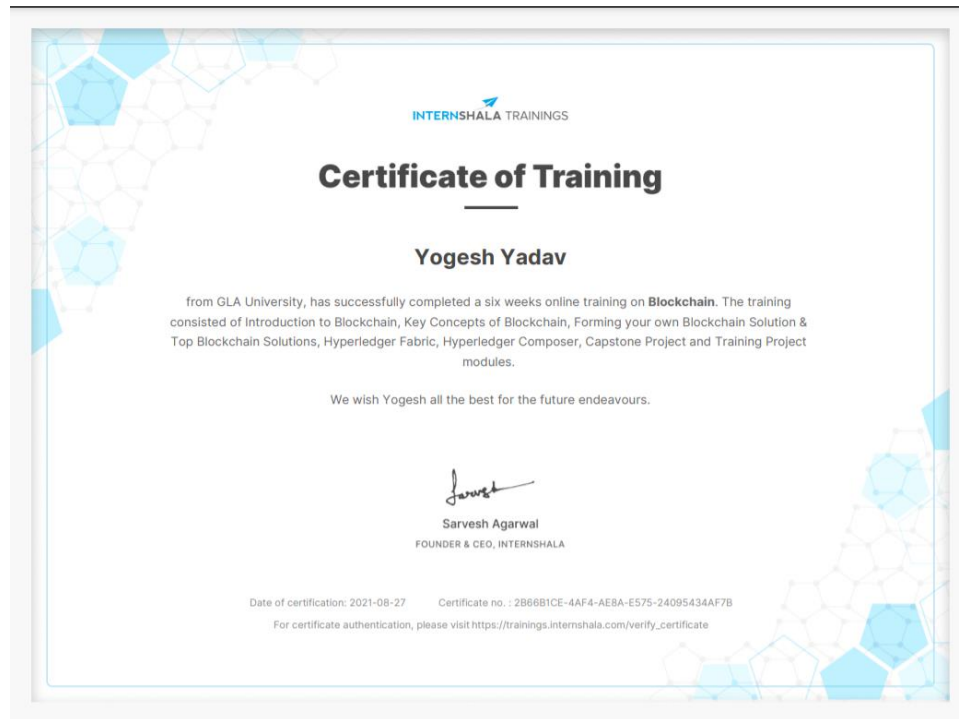 INTERNSHALA TRAININGS
Certificate of Training
Yogesh Yadav
from GLA University, has successfully completed a six weeks online training on Blockchain. The training
consisted of Introduction to Blockchain, Key Concepts of Blockchain, Forming your own Blockchain Solution &
Top Blockchain Solutions, Hyperledger Fabric, Hyperledger Composer, Capstone Project and Training Project
modules.
We wish Yogesh all the best for the future endeavours.
Sarvesh
Sarvesh Agarwal
FOUNDER & CEO, INTERNSHALA
Date of certification: 2021-08-27 Certificate no. : 2B66B1CE-4AF4-AE8A-E575-24095434AF7B
For certificate authentication, please visit https://trainings.internshala.com/verify_certificate